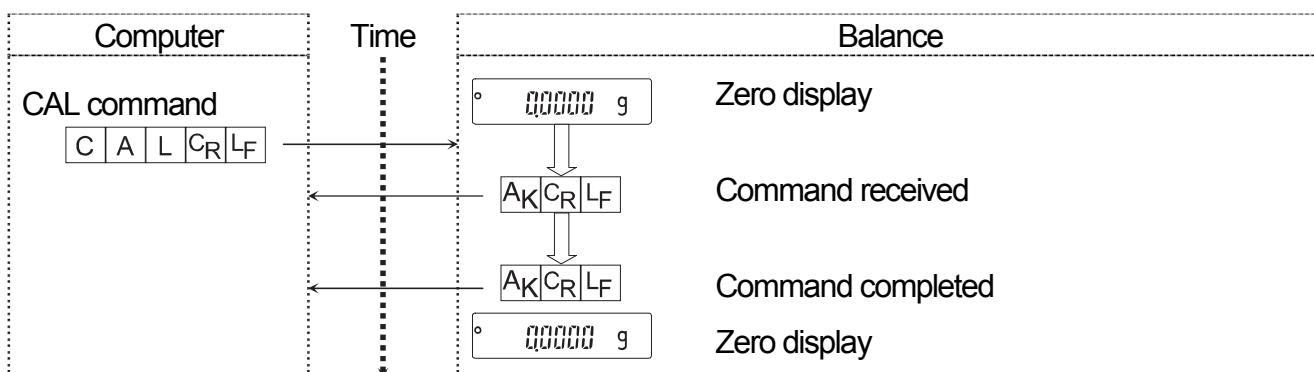 Computer Time Balance
0.0000 g Zero display
CAL command
C A L CR LF
AK CR LF Command received
AK CR LF Command completed
0.0000 g Zero display